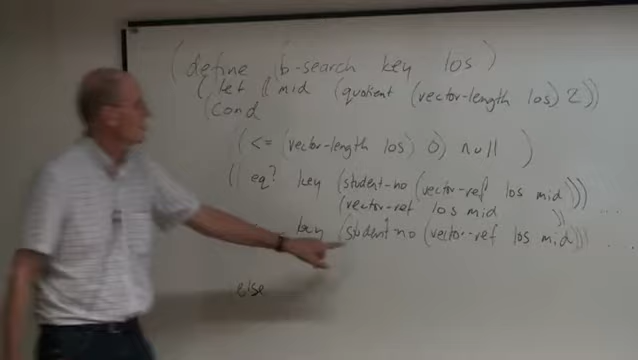 (define (b-search key los)
(let ((mid (quotient (vector-length los) 2))
(cond
(<= (vector-length los) 0) null )
(( eq? key (student-no (vector-ref los mid)))
(vector-ref los mid ))
key (student-no (vector-ref los mid)))
else